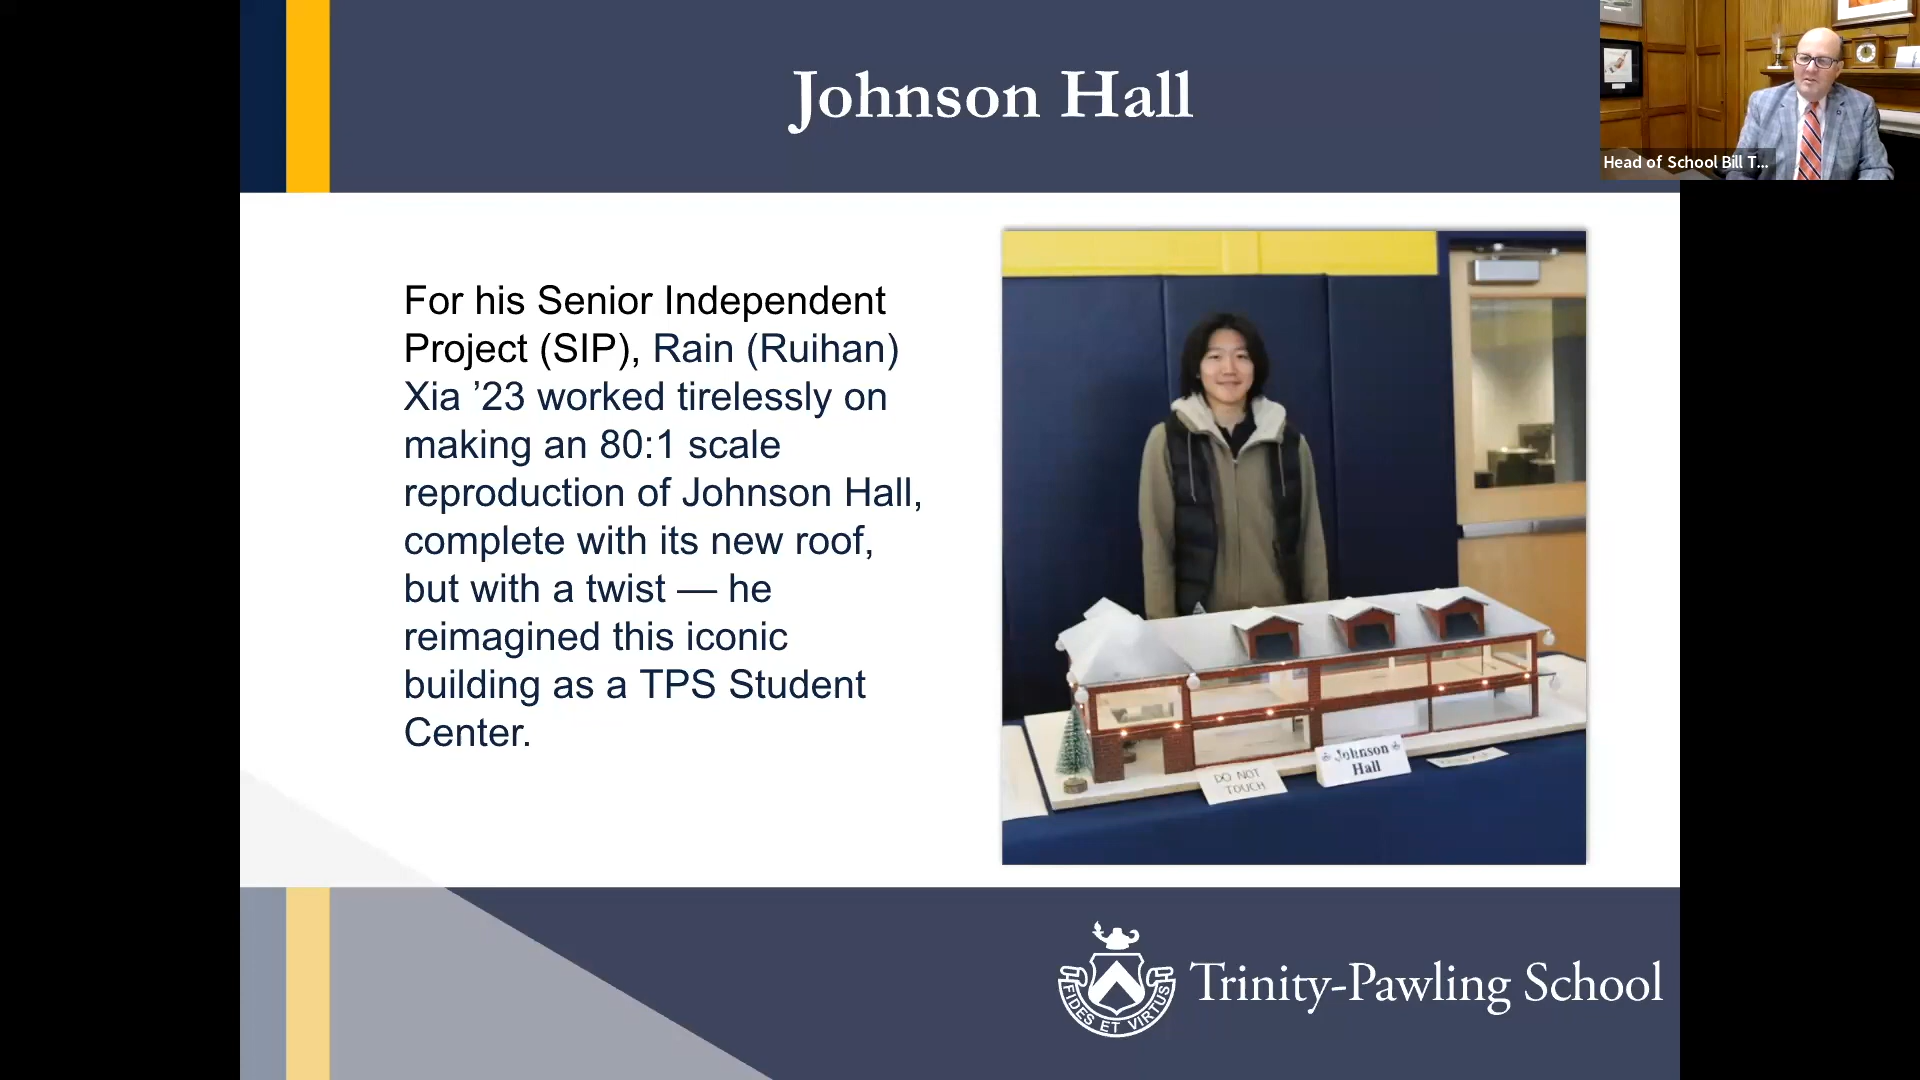 Johnson Hall
Head of School Bill T...
For his Senior Independent
Project (SIP), Rain (Ruihan)
Xia ’23 worked tirelessly on
making an 80:1 scale
reproduction of Johnson Hall,
complete with its new roof,
but with a twist — he
reimagined this iconic
building as a TPS Student
Center.
DO NOT
TOUCH
Johnson
Hall
FIDES ET VIRTUS
Trinity-Pawling School